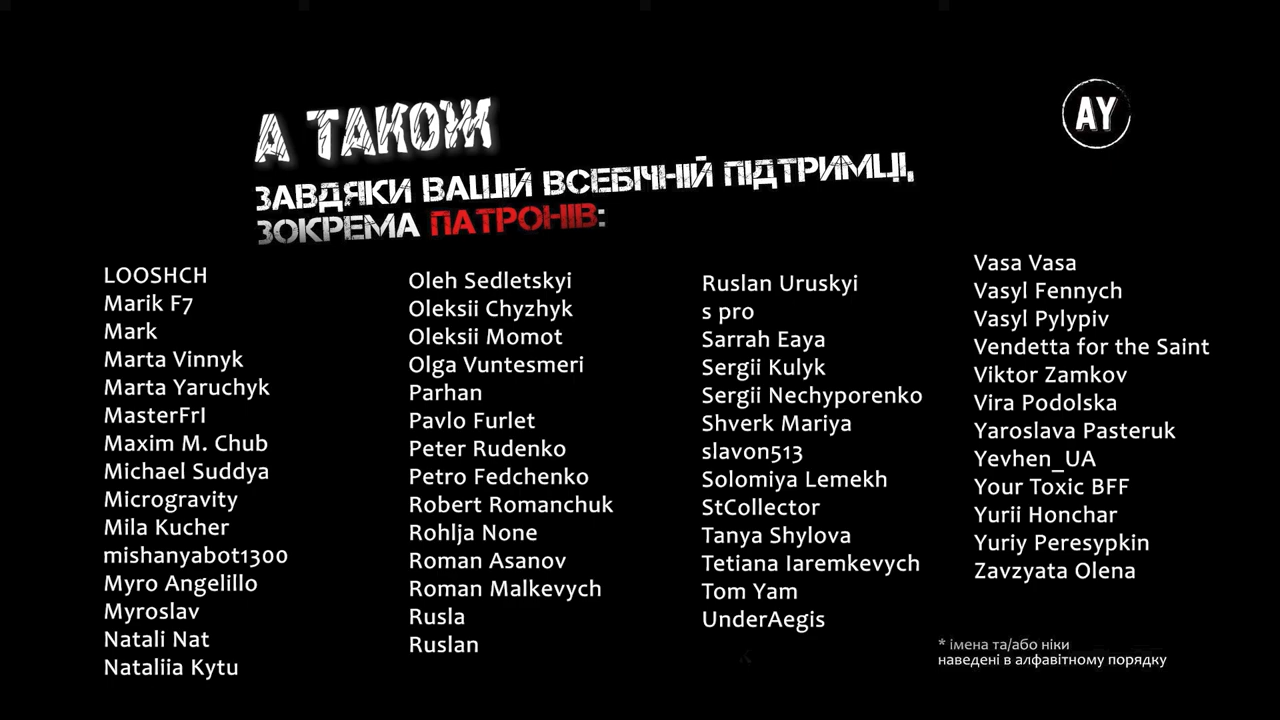 А ТАКОЖ
AY
ЗАВДЯКИ ВАШІЙ ВСЕБІЧНІЙ ПІДТРИМЦІ,
ЗОКРЕМА ПАТРОНІВ:
LOOSHCH
Marik F7
Mark
Marta Vinnyk
Marta Yaruchyk
MasterFrI
Maxim M. Chub
Michael Suddya
Microgravity
Mila Kucher
mishanyabot1300
Myro Angelillo
Myroslav
Natali Nat
Nataliia Kytu
Oleh Sedletskyi
Oleksii Chyzhyk
Oleksii Momot
Olga Vuntesmeri
Parhan
Pavlo Furlet
Peter Rudenko
Petro Fedchenko
Robert Romanchuk
Rohlja None
Roman Asanov
Roman Malkevych
Rusla
Ruslan
Ruslan Uruskyi
s pro
Sarrah Eaya
Sergii Kulyk
Sergii Nechyporenko
Shverk Mariya
slavon513
Solomiya Lemekh
StCollector
Tanya Shylova
Tetiana Iaremkevych
Tom Yam
UnderAegis
Vasa Vasa
Vasyl Fennych
Vasyl Pylypiv
Vendetta for the Saint
Viktor Zamkov
Vira Podolska
Yaroslava Pasteruk
Yevhen_UA
Your Toxic BFF
Yurii Honchar
Yuriy Peresypkin
Zavzyata Olena
* імена та/або ніки
наведені в алфавітному порядку